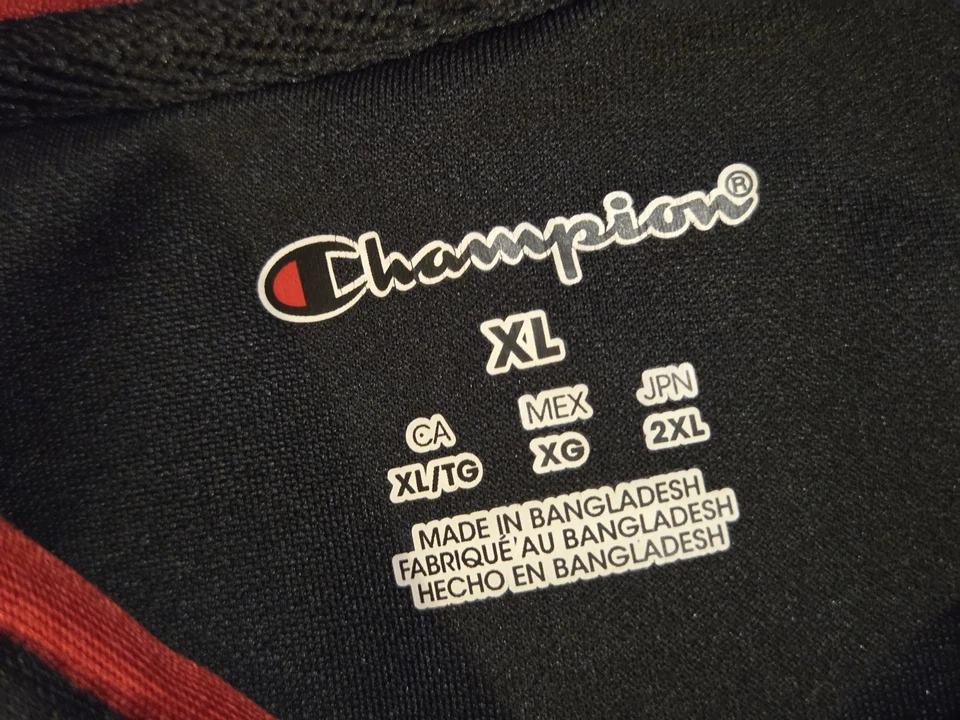 Champion®
XL
CA MEX JPN
XL/TG XG 2XL
MADE IN BANGLADESH
FABRIQUÉ AU BANGLADESH
HECHO EN BANGLADESH